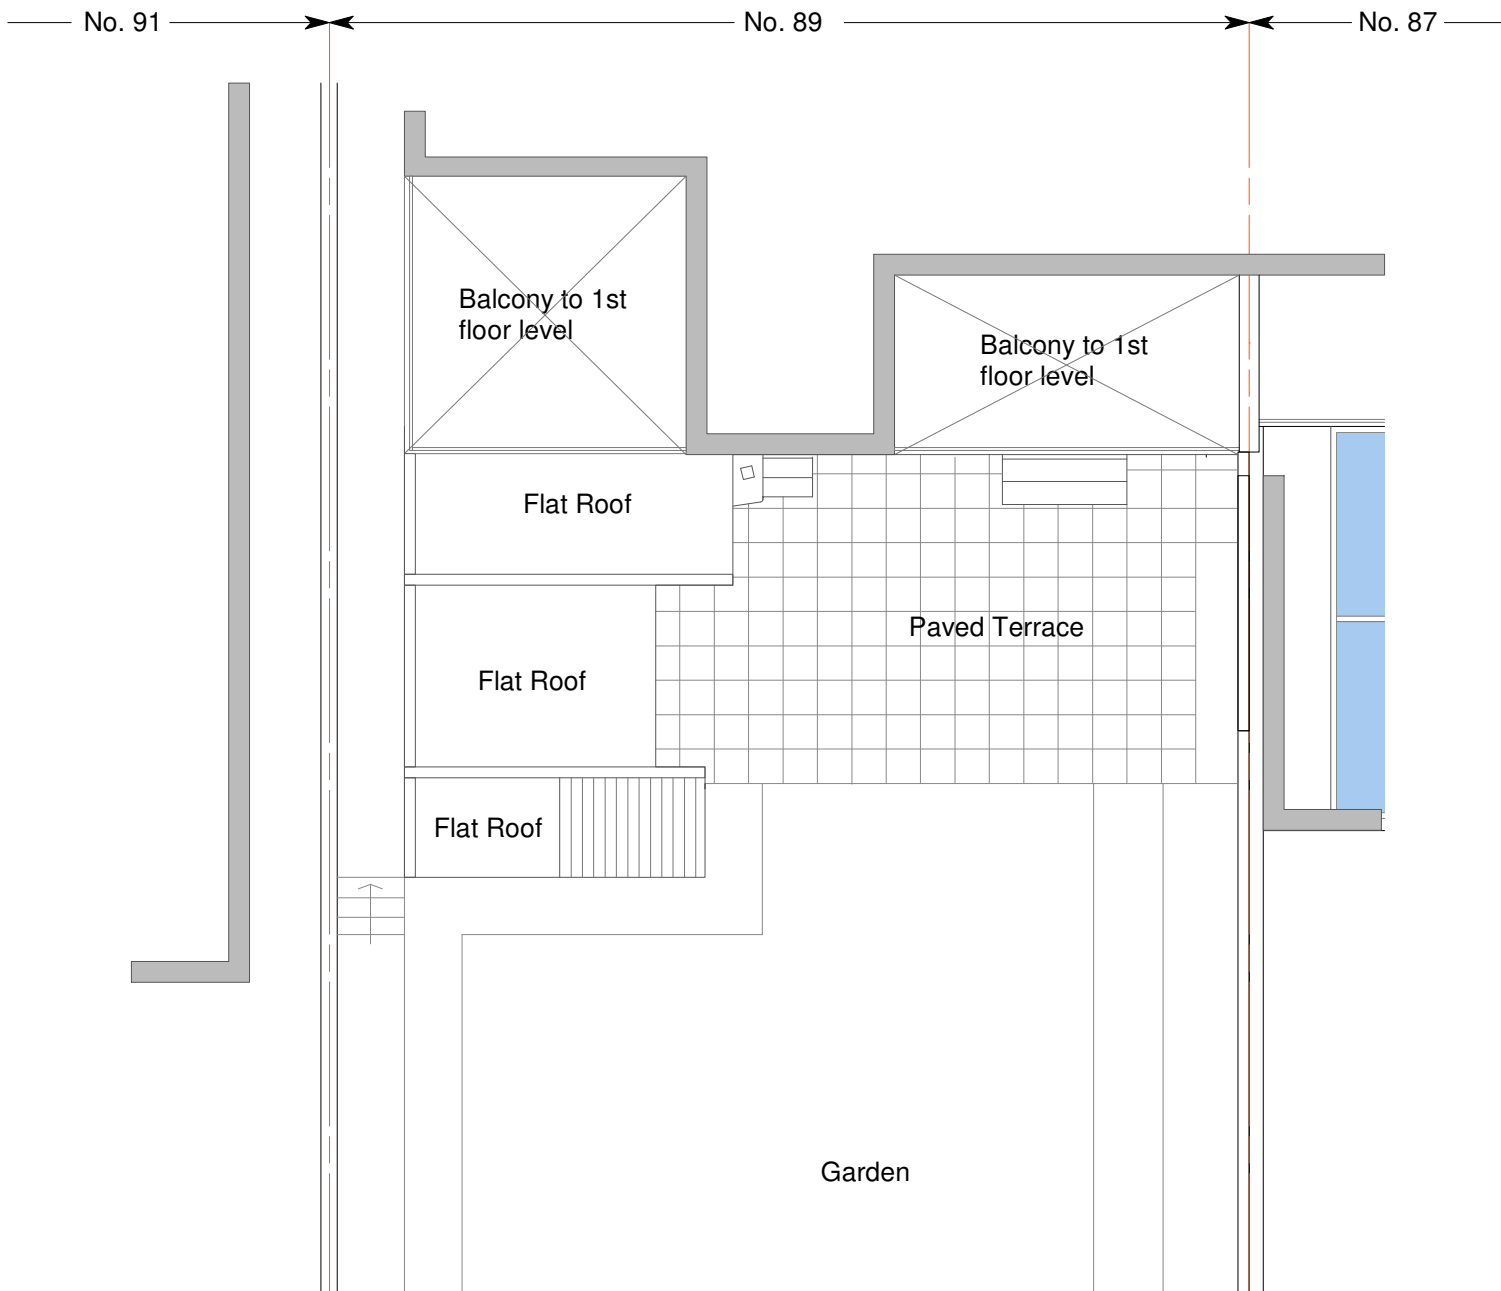 No. 91
No. 89
No. 87
Balcony to 1st
floor level
Balcony to 1st
floor level
Flat Roof
Paved Terrace
Flat Roof
Flat Roof
Garden